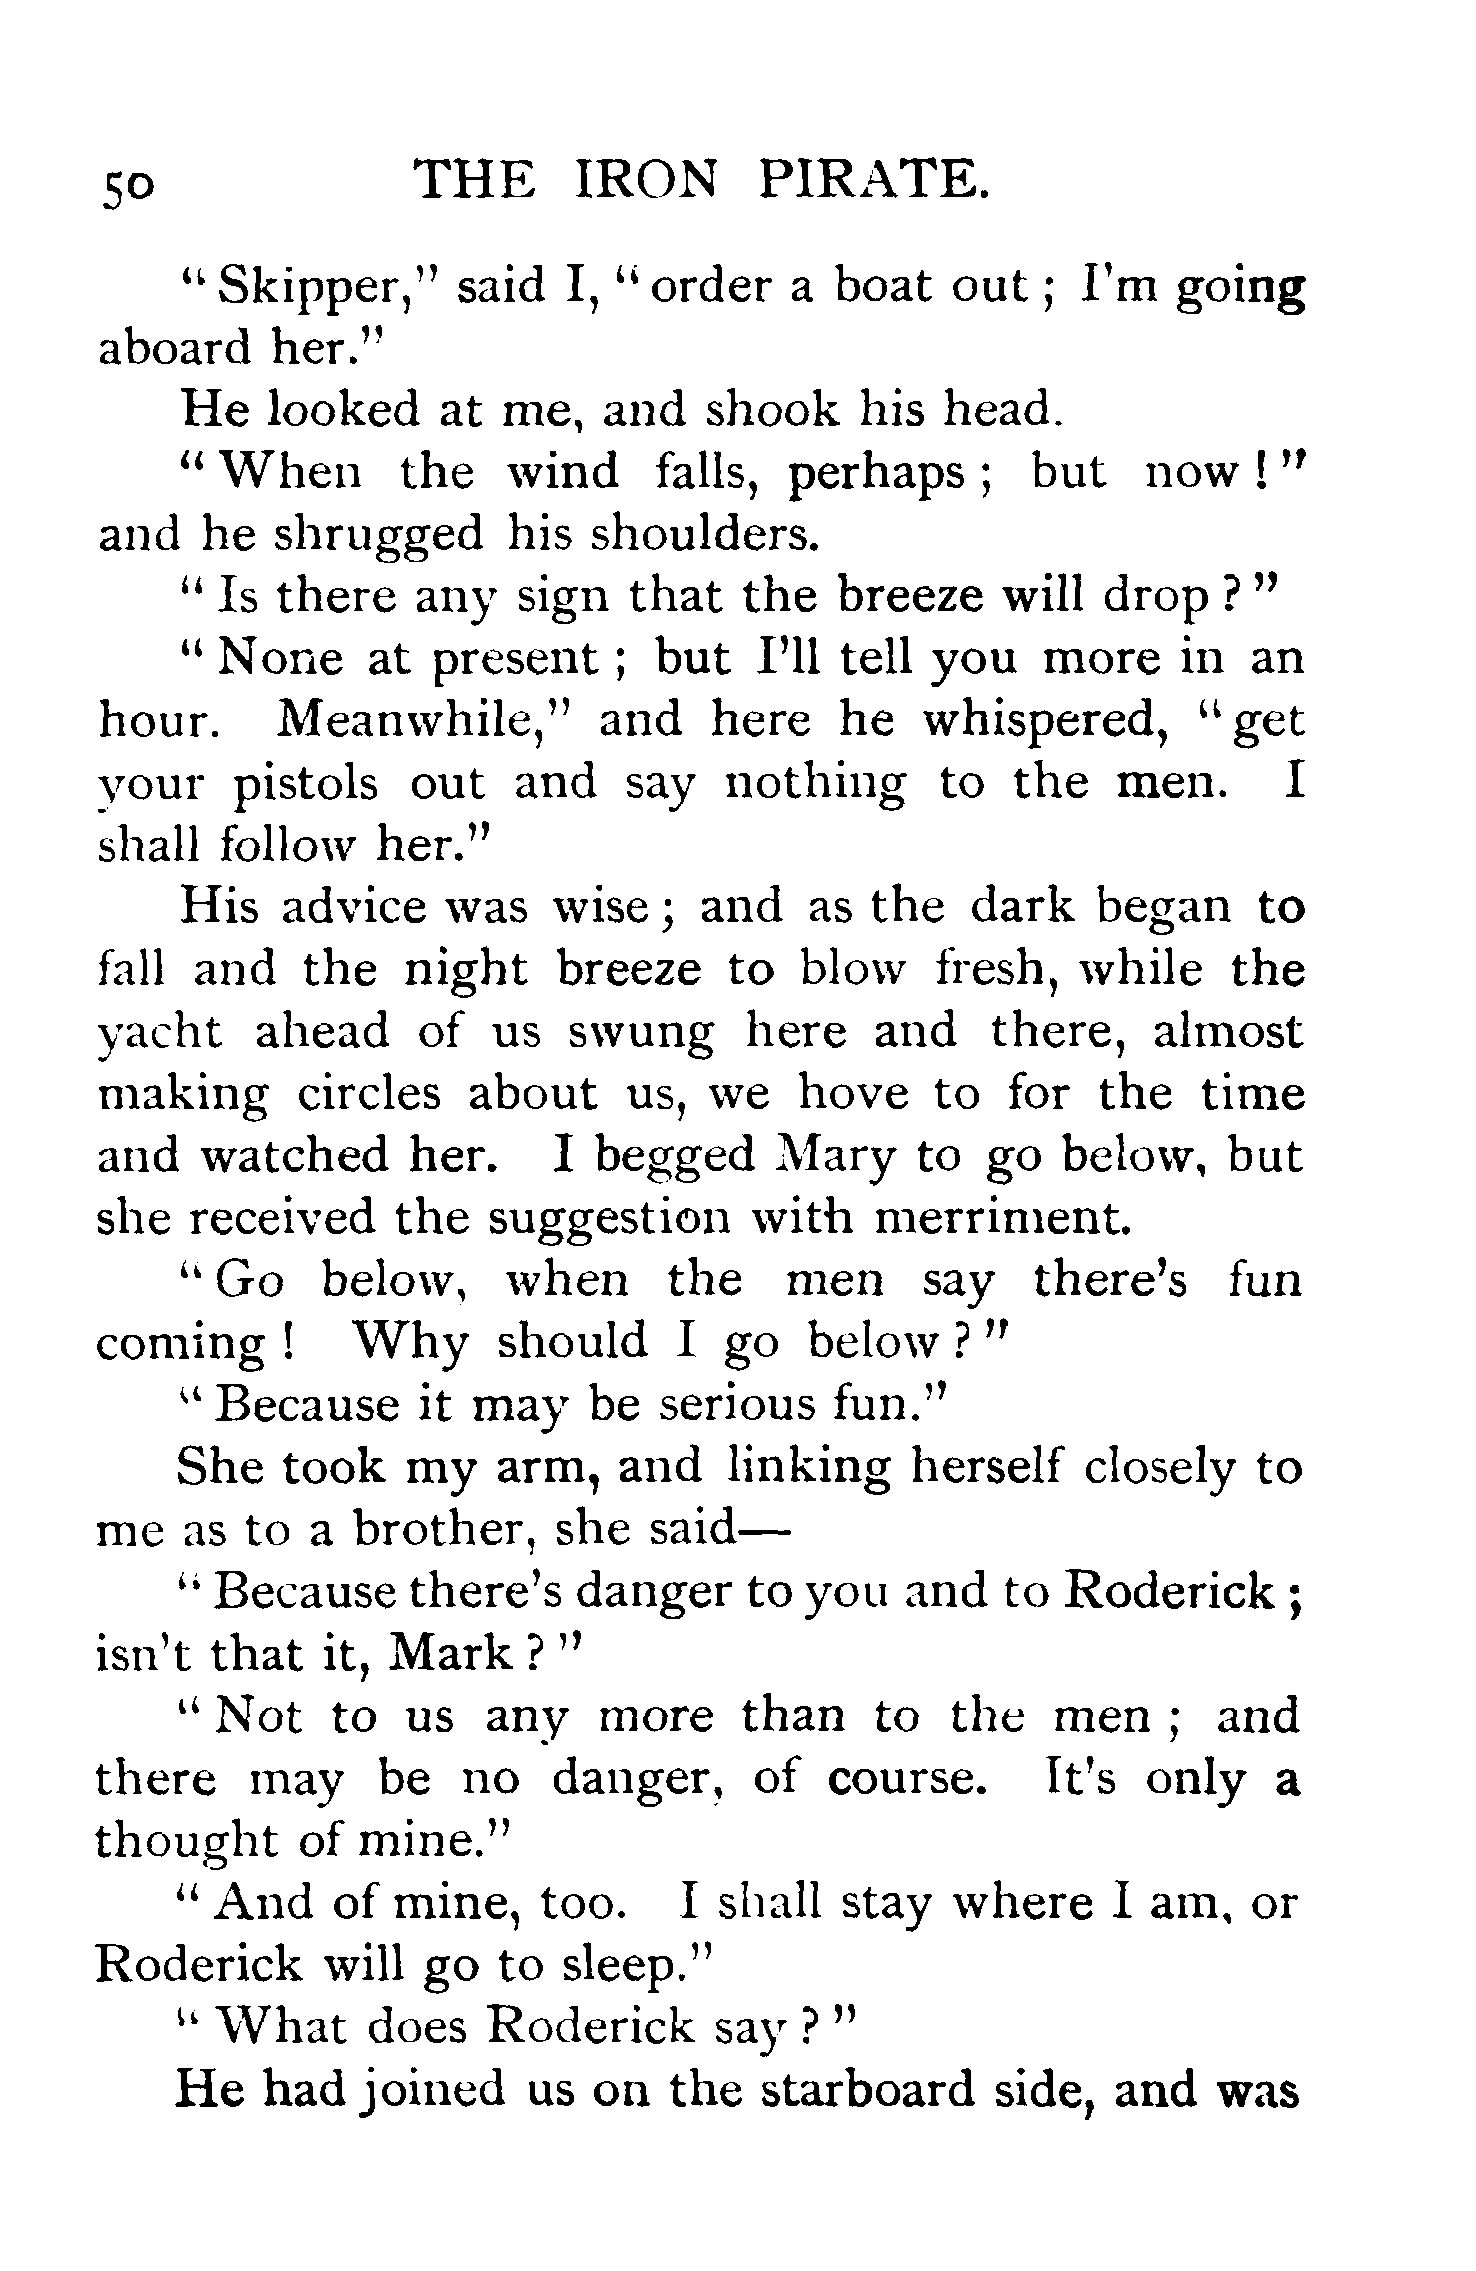 50 THE IRON PIRATE.
"Skipper," said I, "order a boat out; I'm going
aboard her."
He looked at me, and shook his head.
"When the wind falls, perhaps; but now!"
and he shrugged his shoulders.
"Is there any sign that the breeze will drop?"
"None at present; but I'll tell you more in an
hour. Meanwhile," and here he whispered, "get
your pistols out and say nothing to the men. I
shall follow her."
His advice was wise; and as the dark began to
fall and the night breeze to blow fresh, while the
yacht ahead of us swung here and there, almost
making circles about us, we hove to for the time
and watched her. I begged Mary to go below, but
she received the suggestion with merriment.
"Go below, when the men say there's fun
coming! Why should I go below?"
"Because it may be serious fun."
She took my arm, and linking herself closely to
me as to a brother, she said—
"Because there's danger to you and to Roderick;
isn't that it, Mark?"
"Not to us any more than to the men; and
there may be no danger, of course. It's only a
thought of mine."
"And of mine, too. I shall stay where I am, or
Roderick will go to sleep."
"What does Roderick say?"
He had joined us on the starboard side, and was